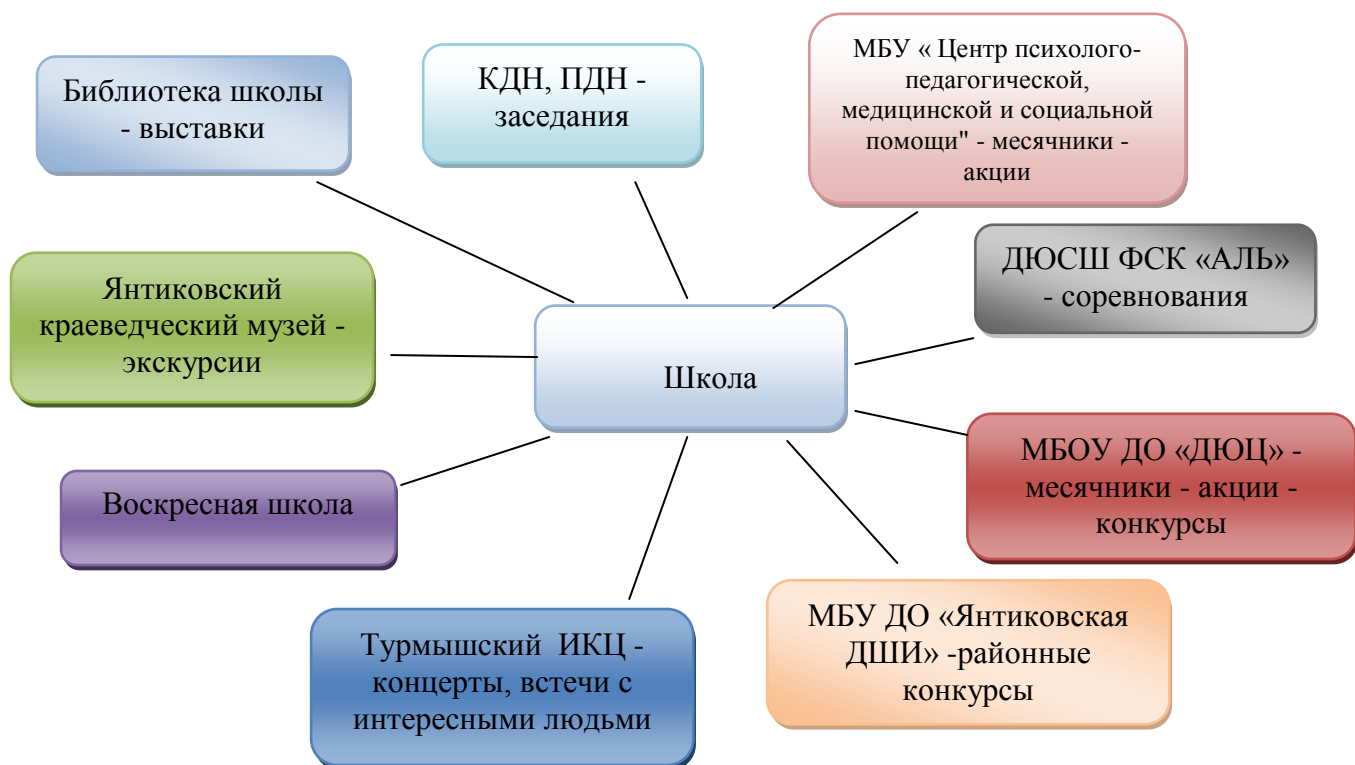 Библиотека школы
- выставки
КДН, ПДН -
заседания
МБУ « Центр психолого-
педагогической,
медицинской и социальной
помощи" - месячники -
акции
ДЮСШ ФСК «АЛЬ»
- соревнования
Янтиковский
краеведческий музей -
экскурсии
Школа
МБОУ ДО «ДЮЦ» -
месячники - акции -
конкурсы
Воскресная школа
МБУ ДО «Янтиковская
ДШИ» -районные
конкурсы
Турмышский ИКЦ -
концерты, встечи с
интересными людьми